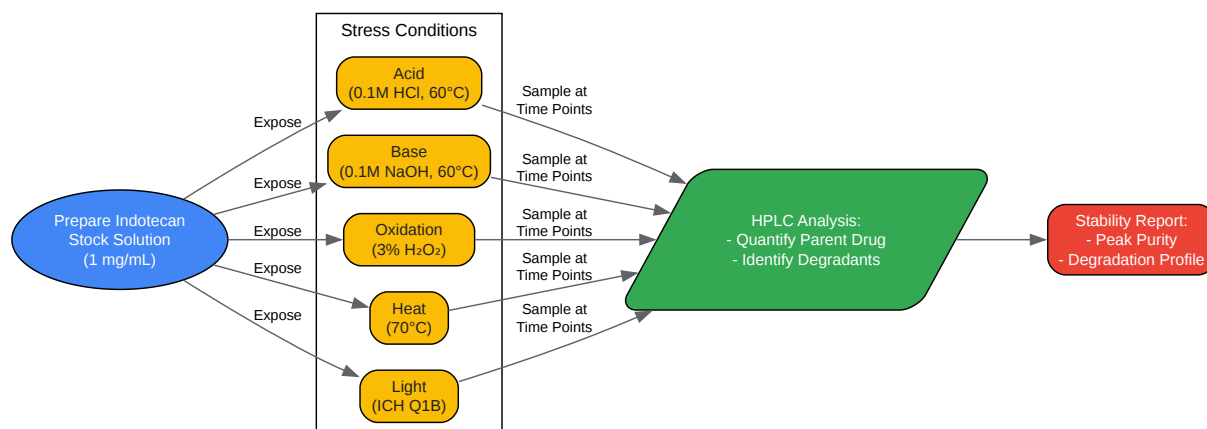 Stress Conditions
Acid
(0.1M HCl, 60°C)
Sample at
Time Points
Expose
Base
(0.1M NaOH, 60°C)
Sample at
Time Points
Expose
Prepare Indotecan
Stock Solution
(1 mg/mL)
Expose
Oxidation
(3% H₂O₂)
Sample at
Time Points
HPLC Analysis:
- Quantify Parent Drug
- Identify Degradants
Stability Report:
- Peak Purity
- Degradation Profile
Expose
Heat
(70°C)
Sample at
Time Points
Expose
Light
(ICH Q1B)
Sample at
Time Points